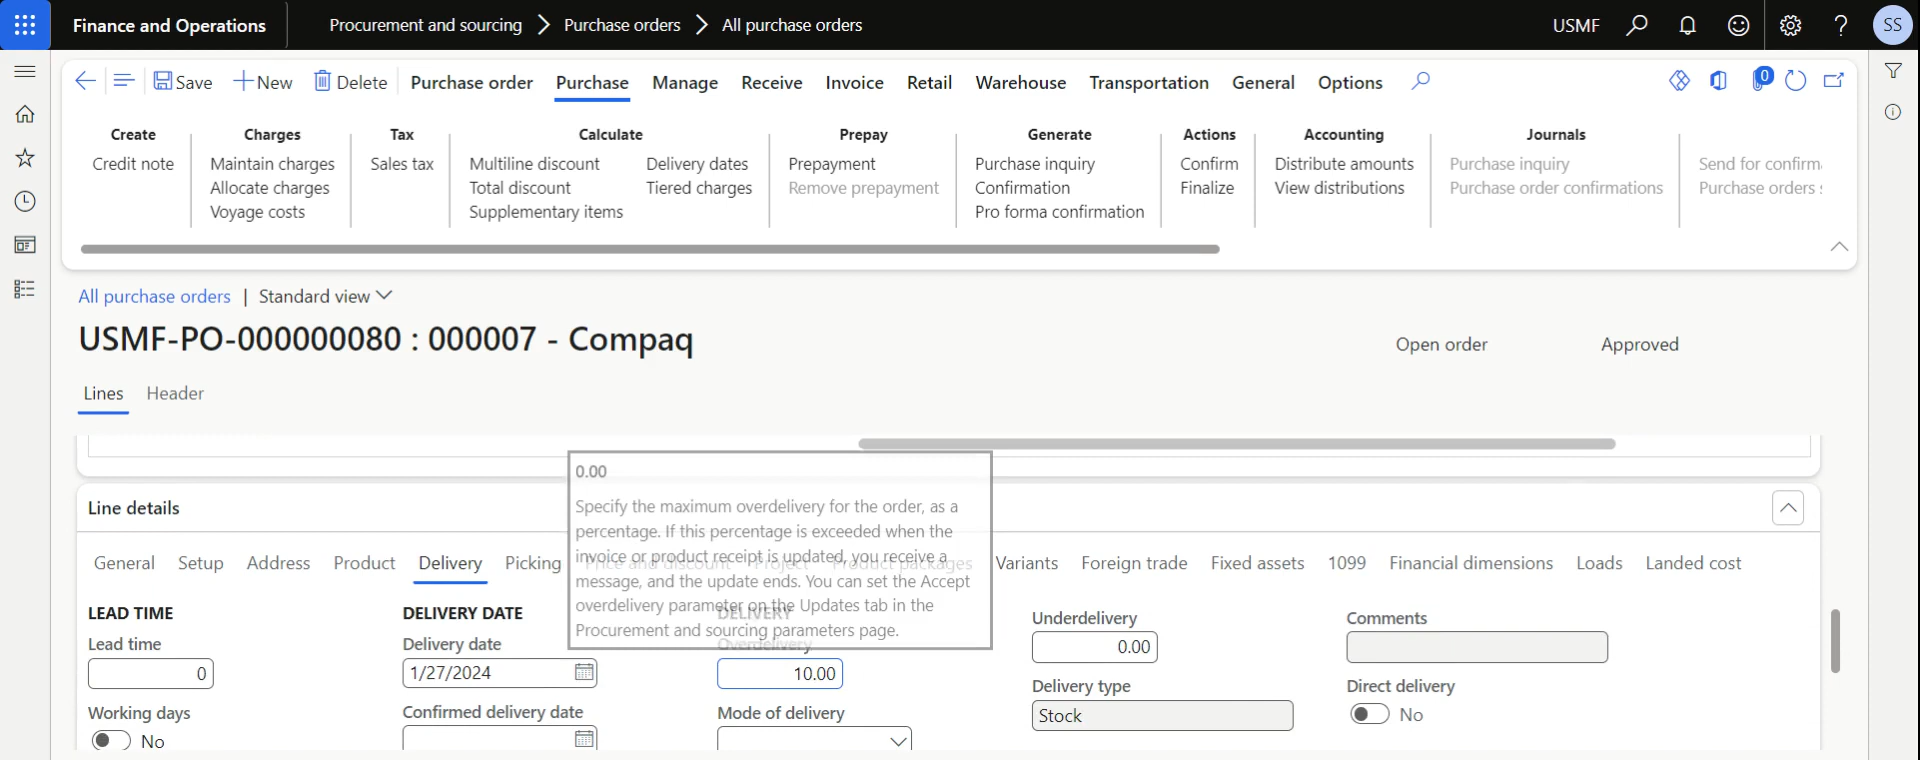 Finance and Operations
Procurement and sourcing > Purchase orders > All purchase orders
USMF
?
SS
Save
New
Delete
Purchase order
Purchase
Manage
Receive
Invoice
Retail
Warehouse
Transportation
General
Options
0
Create
Credit note
Charges
Maintain charges
Allocate charges
Voyage costs
Tax
Sales tax
Calculate
Multiline discount
Total discount
Supplementary items
Delivery dates
Tiered charges
Prepay
Prepayment
Remove prepayment
Generate
Purchase inquiry
Confirmation
Pro forma confirmation
Actions
Confirm
Finalize
Accounting
Distribute amounts
View distributions
Journals
Purchase inquiry
Purchase order confirmations
Send for confirm
Purchase orders
All purchase orders | Standard view
USMF-PO-000000080 : 000007 - Compaq
Open order
Approved
Lines
Header
0.00
Specify the maximum overdelivery for the order, as a
percentage. If this percentage is exceeded when the
invoice or product receipt is updated, you receive a
message, and the update ends. You can set the Accept
overdelivery parameter on the Updates tab in the
Procurement and sourcing parameters page.
Line details
General
Setup
Address
Product
Delivery
Picking
Price and discount
Project
Product packages
Variants
Foreign trade
Fixed assets
1099
Financial dimensions
Loads
Landed cost
LEAD TIME
Lead time
0
Working days
No
DELIVERY DATE
Delivery date
1/27/2024
Confirmed delivery date
DELIVERY
Overdelivery
10.00
Mode of delivery
Underdelivery
0.00
Delivery type
Stock
Comments
Direct delivery
No